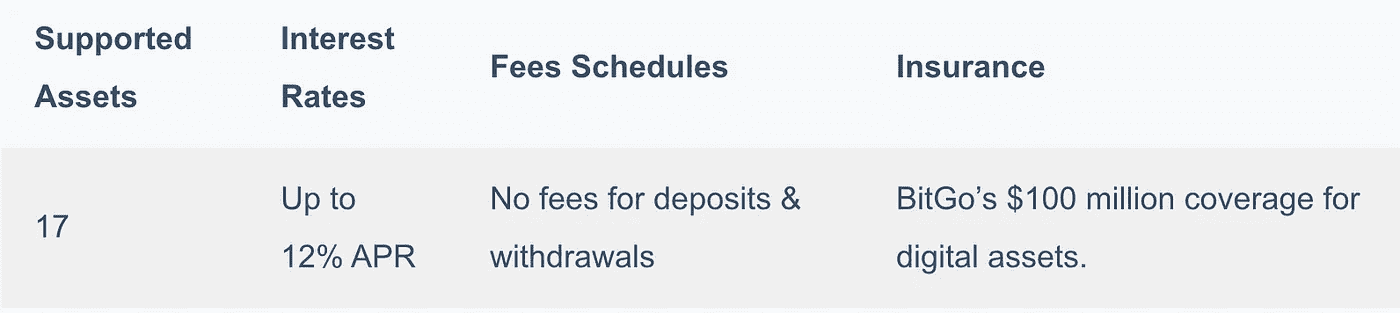 Supported
Assets
Interest
Rates
Fees Schedules
Insurance
17
Up to
12% APR
No fees for deposits &
withdrawals
BitGo’s $100 million coverage for
digital assets.